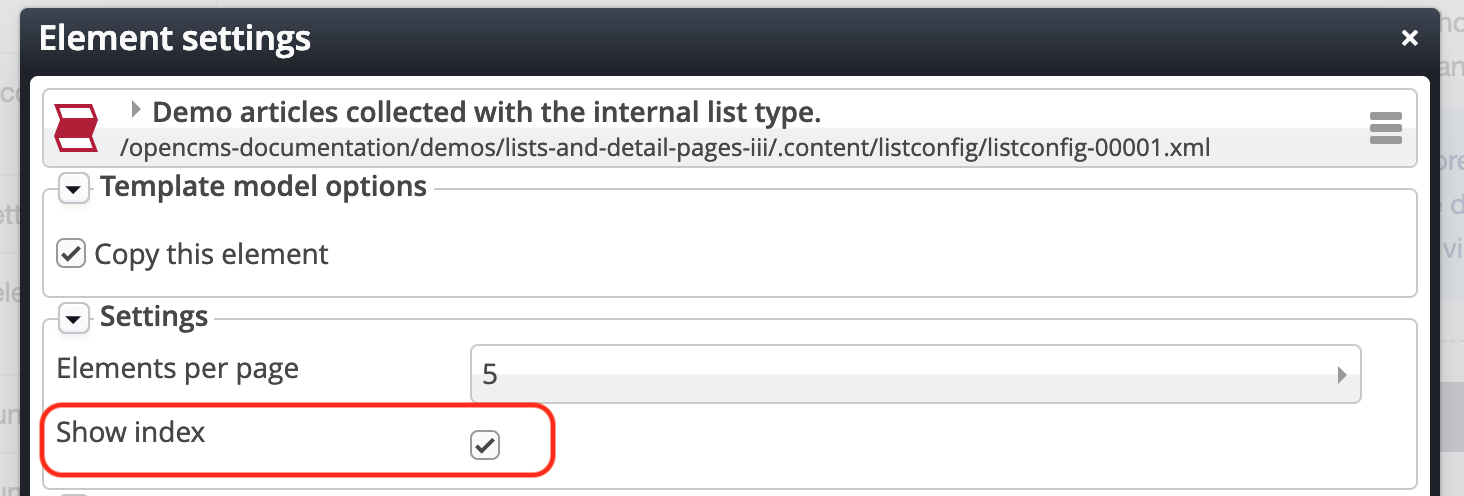 Element settings
Demo articles collected with the internal list type.
/opencms-documentation/demos/lists-and-detail-pages-iii/.content/listconfig/listconfig-00001.xml
Template model options
Copy this element
Settings
Elements per page
5
Show index